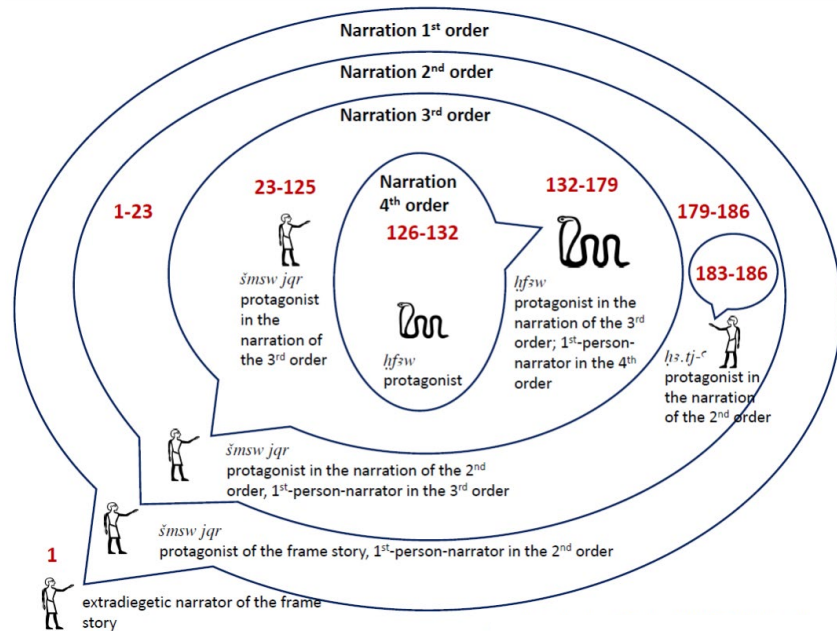 Narration 1st order
Narration 2nd order
Narration 3rd order
23-125
Narration
4th order
132-179
1-23
126-132
179-186
183-186
šmsw jqr
protagonist
in the
narration of
the 3rd order
ḥfꜣw
protagonist
ḥfꜣw
protagonist in the
narration of the 3rd
order; 1st-person-
narrator in the 4th
order
ḥꜣ.tj-ꜥ
protagonist in
the narration
of the 2nd order
šmsw jqr
protagonist in the narration of the 2nd
order, 1st-person-narrator in the 3rd order
šmsw jqr
protagonist of the frame story, 1st-person-narrator in the 2nd order
1
extradiegetic narrator of the frame
story